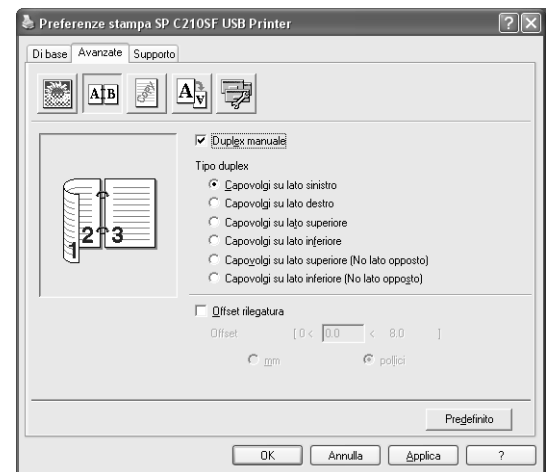 Preferenze stampa SP C210SF USB Printer
Di base Avanzate Supporto
A B
A
A
Duplex manuale
Tipo duplex
Capovolgi su lato sinistro
Capovolgi su lato destro
Capovolgi su lato superiore
Capovolgi su lato inferiore
Capovolgi su lato superiore (No lato opposto)
Capovolgi su lato inferiore (No lato opposto)
1 2 3
Offset rilegatura
Offset [ 0 < 0.0 < 8.0 ]
mm pollici
Predefinito
OK Annulla Applica ?